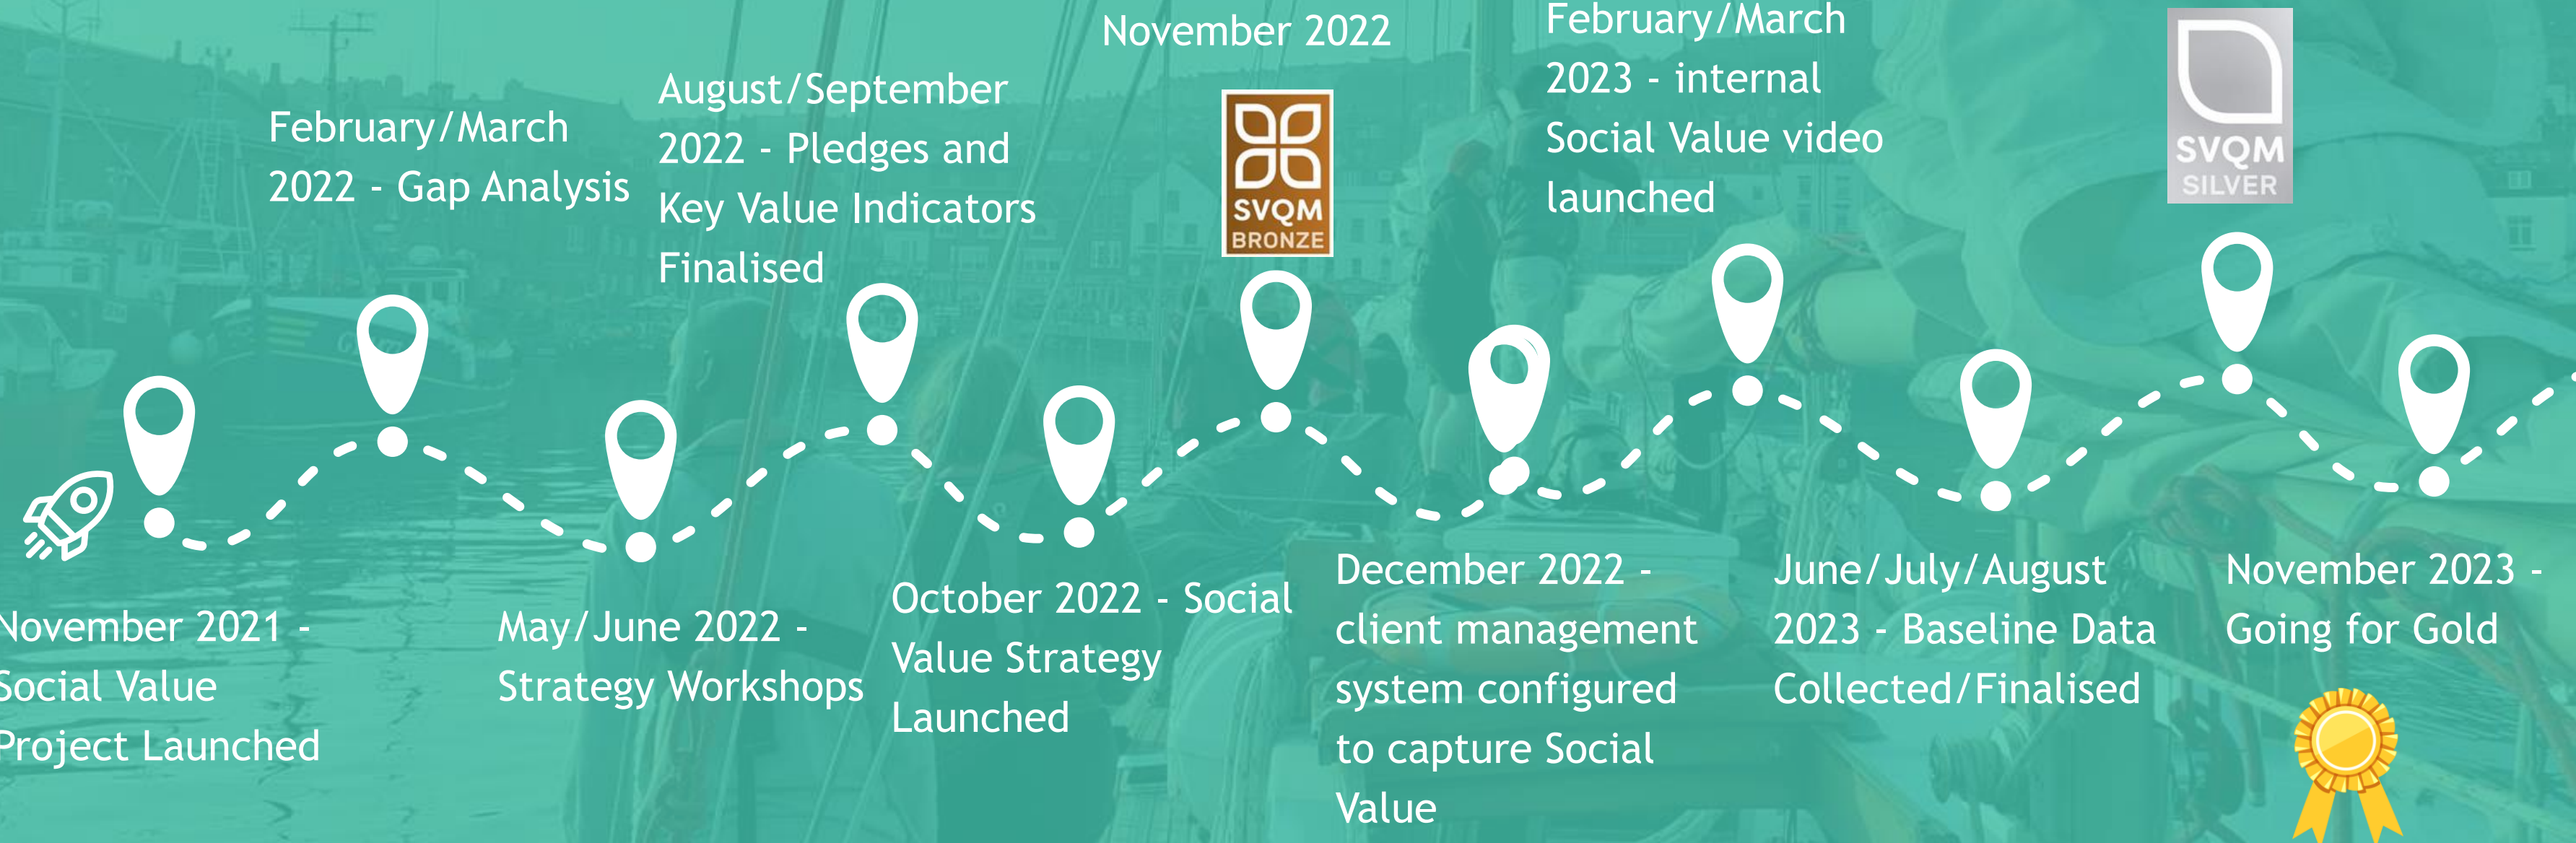 November 2021 -
Social Value
Project Launched
February/March
2022 - Gap Analysis
May/June 2022 -
Strategy Workshops
August/September
2022 - Pledges and
Key Value Indicators
Finalised
October 2022 - Social
Value Strategy
Launched
November 2022
SVQM
BRONZE
December 2022 -
client management
system configured
to capture Social
Value
February/March
2023 - internal
Social Value video
launched
June/July/August
2023 - Baseline Data
Collected/Finalised
SVQM
SILVER
November 2023 -
Going for Gold